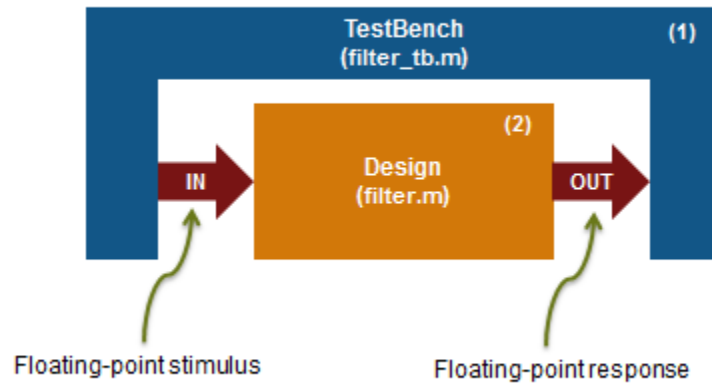 TestBench
(filter_tb.m)
(1)
(2)
Design
(filter.m)
IN
OUT
Floating-point stimulus
Floating-point response